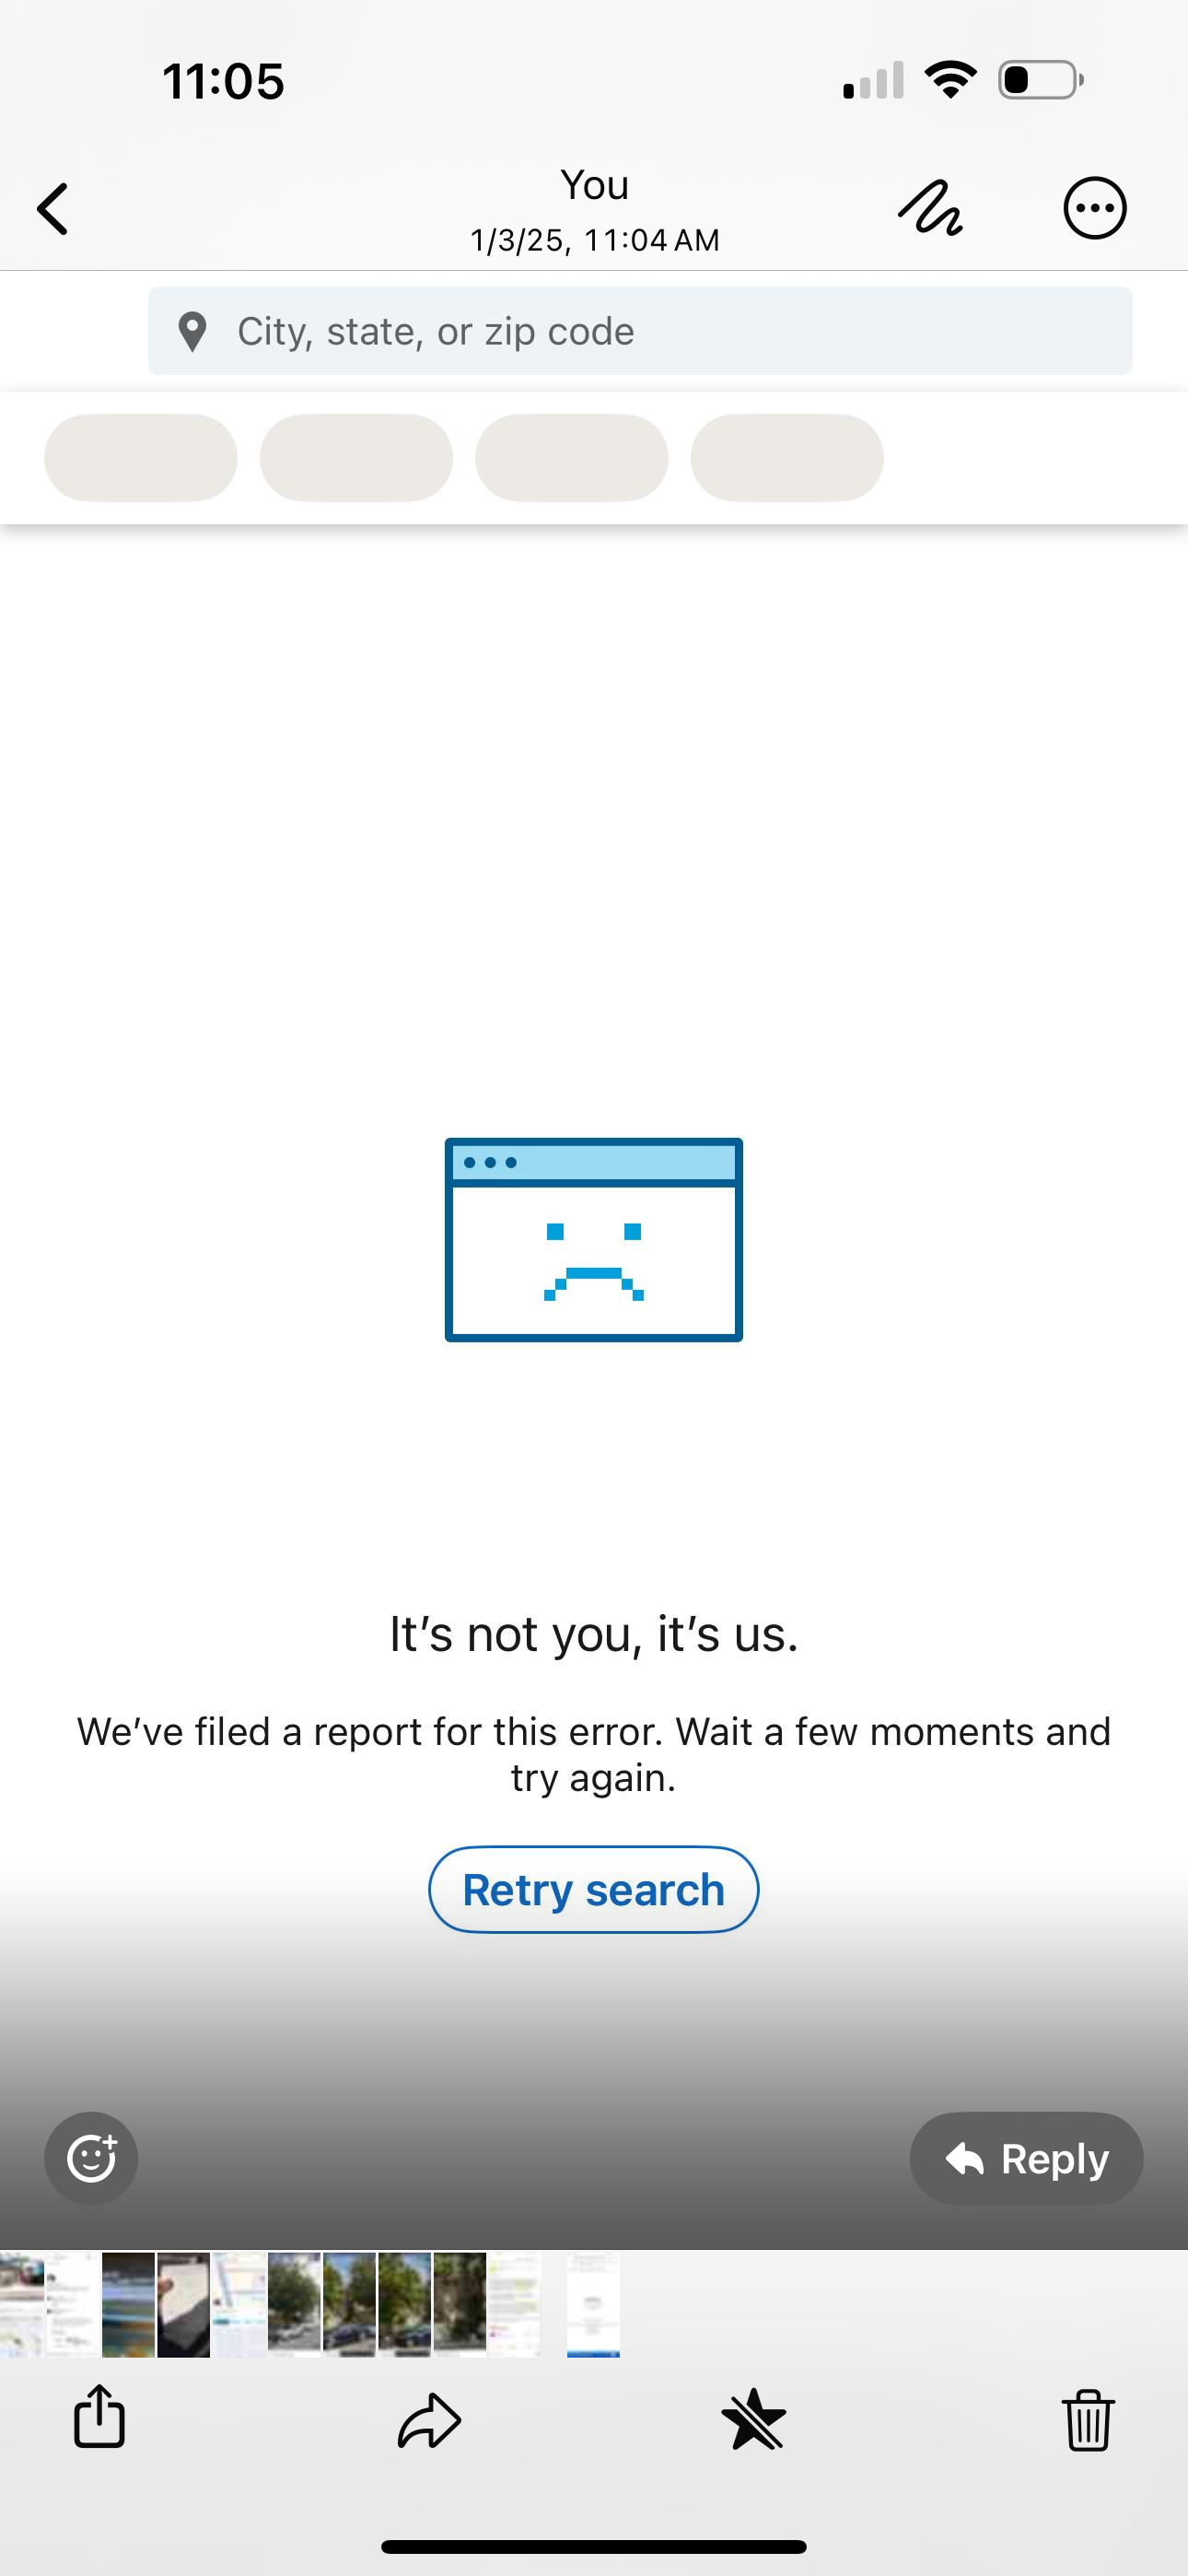 11:05
You
1/3/25, 11:04 AM
City, state, or zip code
It’s not you, it’s us.
We’ve filed a report for this error. Wait a few moments and
try again.
Retry search
Reply